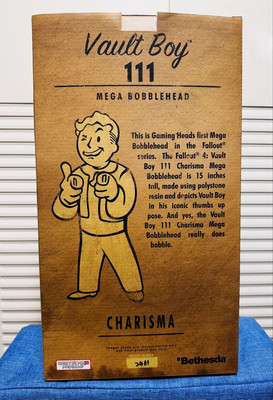 Vault Boy™
111
MEGA BOBBLEHEAD
This is Gaming Heads first Mega
Bobblehead in the Fallout®
series. The Fallout® 4: Vault
Boy 111 Charisma Mega
Bobblehead is 15 inches
tall, made using polystone
resin and depicts Vault Boy
in his iconic thumbs up
pose. And yes, the Vault
Boy 111 Charisma Mega
Bobblehead really does
bobble.
CHARISMA
Bethesda